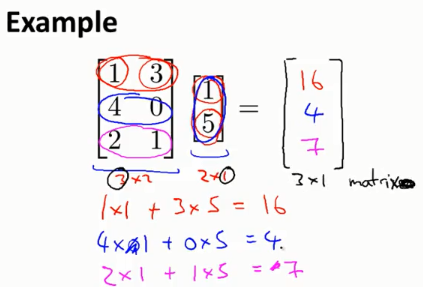 Example
1 3 1 16
4 0 = 4
2 1 5 7
3×2 2×1 3×1 matrix
1×1 + 3×5 = 16
4×1 + 0×5 = 4.
2×1 + 1×5 = 7